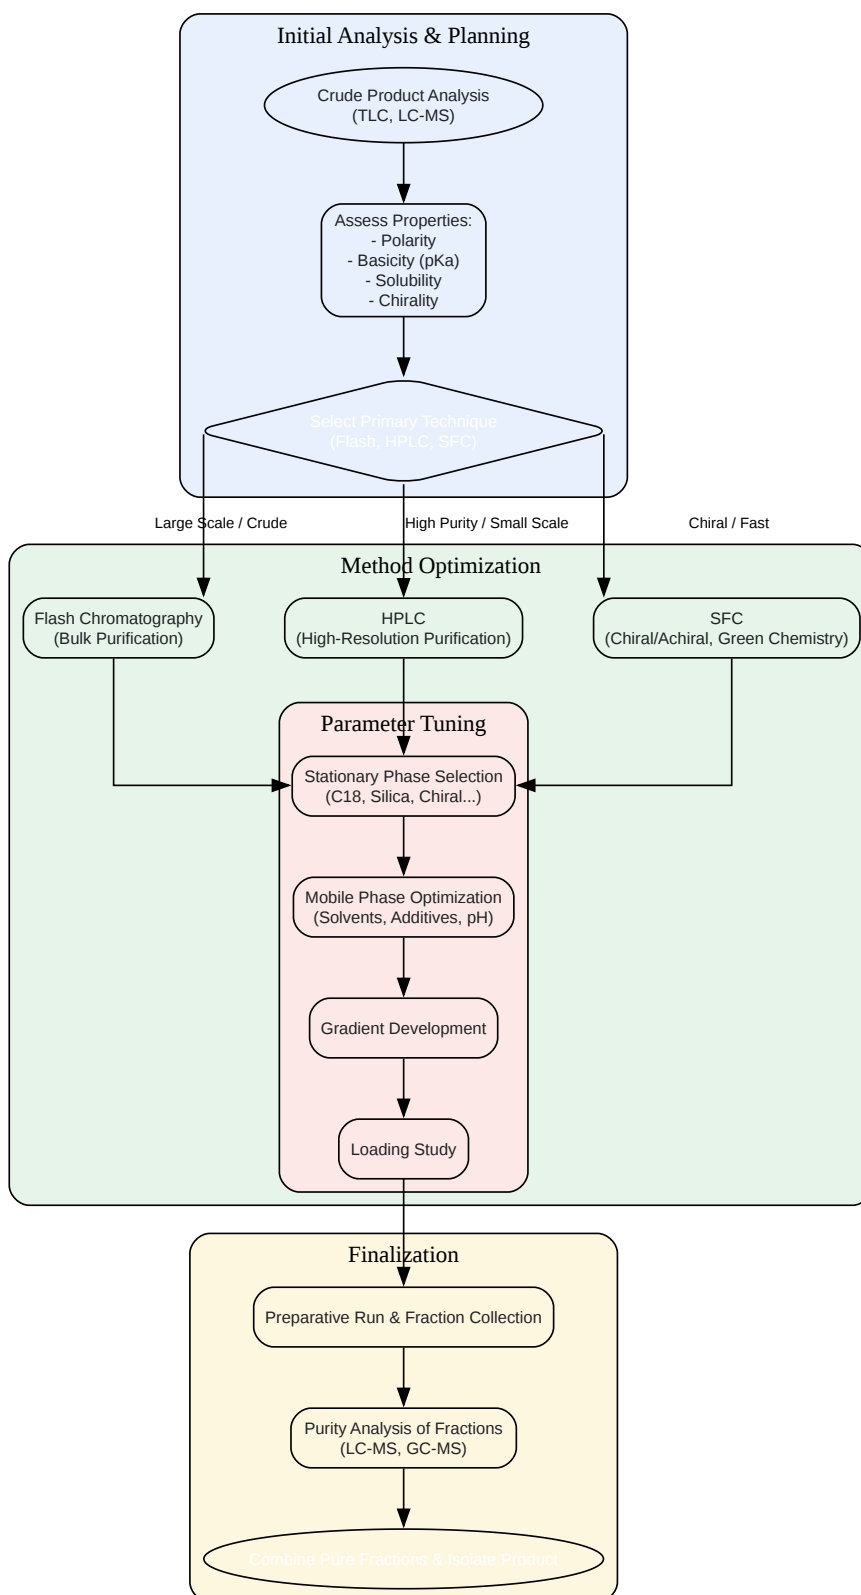 Initial Analysis & Planning
Crude Product Analysis
(TLC, LC-MS)
Assess Properties:
- Polarity
- Basicity (pKa)
- Solubility
- Chirality
Select Primary Technique
(Flash, HPLC, SFC)
Large Scale / Crude
High Purity / Small Scale
Chiral / Fast
Method Optimization
Flash Chromatography
(Bulk Purification)
HPLC
(High-Resolution Purification)
SFC
(Chiral/Achiral, Green Chemistry)
Parameter Tuning
Stationary Phase Selection
(C18, Silica, Chiral...)
Mobile Phase Optimization
(Solvents, Additives, pH)
Gradient Development
Loading Study
Finalization
Preparative Run & Fraction Collection
Purity Analysis of Fractions
(LC-MS, GC-MS)
Combine Pure Fractions & Isolate Product